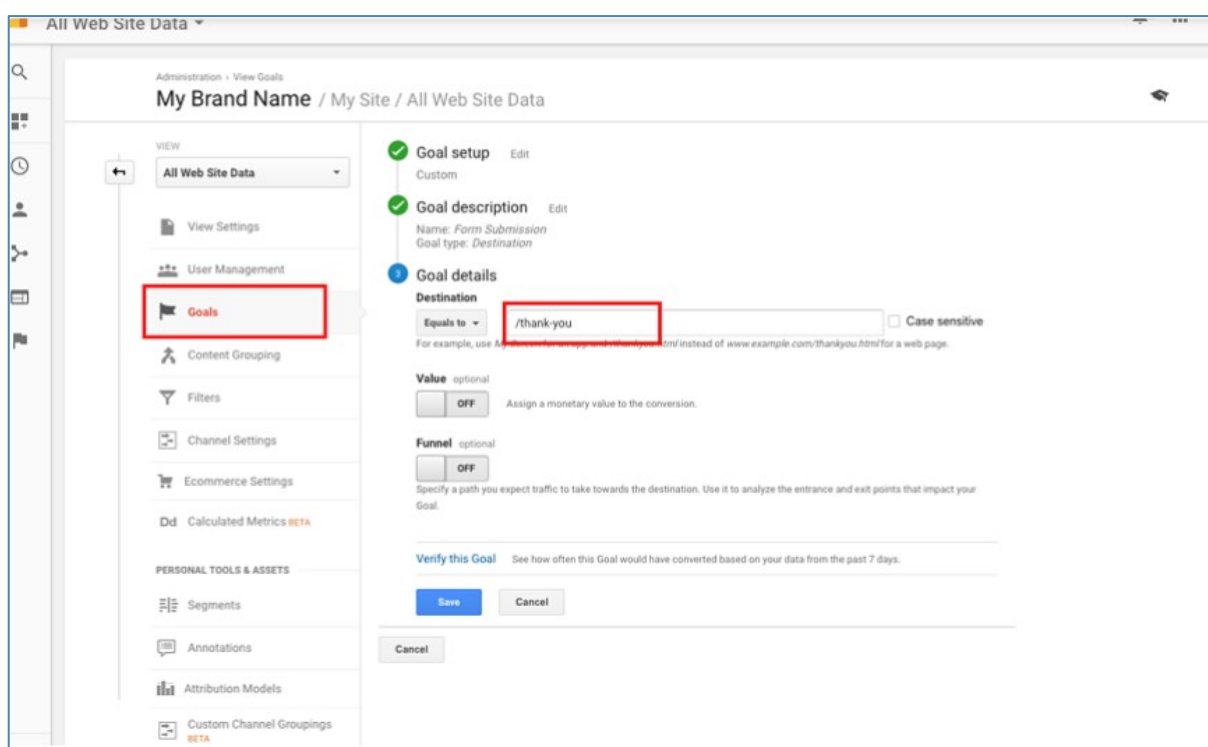 All Web Site Data
Administration › View Goals
My Brand Name / My Site / All Web Site Data
VIEW
All Web Site Data
View Settings
User Management
Goals
Content Grouping
Filters
Channel Settings
Ecommerce Settings
Dd Calculated Metrics BETA
PERSONAL TOOLS & ASSETS
Segments
Annotations
Attribution Models
Custom Channel Groupings
BETA
Goal setup Edit
Custom
Goal description Edit
Name: Form Submission
Goal type: Destination
3 Goal details
Destination
Equals to /thank-you Case sensitive
For example, use instead of www.example.com/thankyou.html for a web page.
Value optional
OFF Assign a monetary value to the conversion.
Funnel optional
OFF
Specify a path you expect traffic to take towards the destination. Use it to analyze the entrance and exit points that impact your
Goal.
Verify this Goal See how often this Goal would have converted based on your data from the past 7 days.
Save Cancel
Cancel